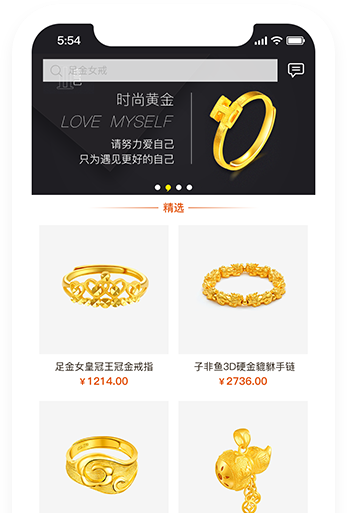 5:54
足金女戒
时尚黄金
LOVE MYSELF
请努力爱自己
只为遇见更好的自己
精选
足金女皇冠王冠金戒指
子非鱼3D硬金貔貅手链
¥1214.00
¥2736.00